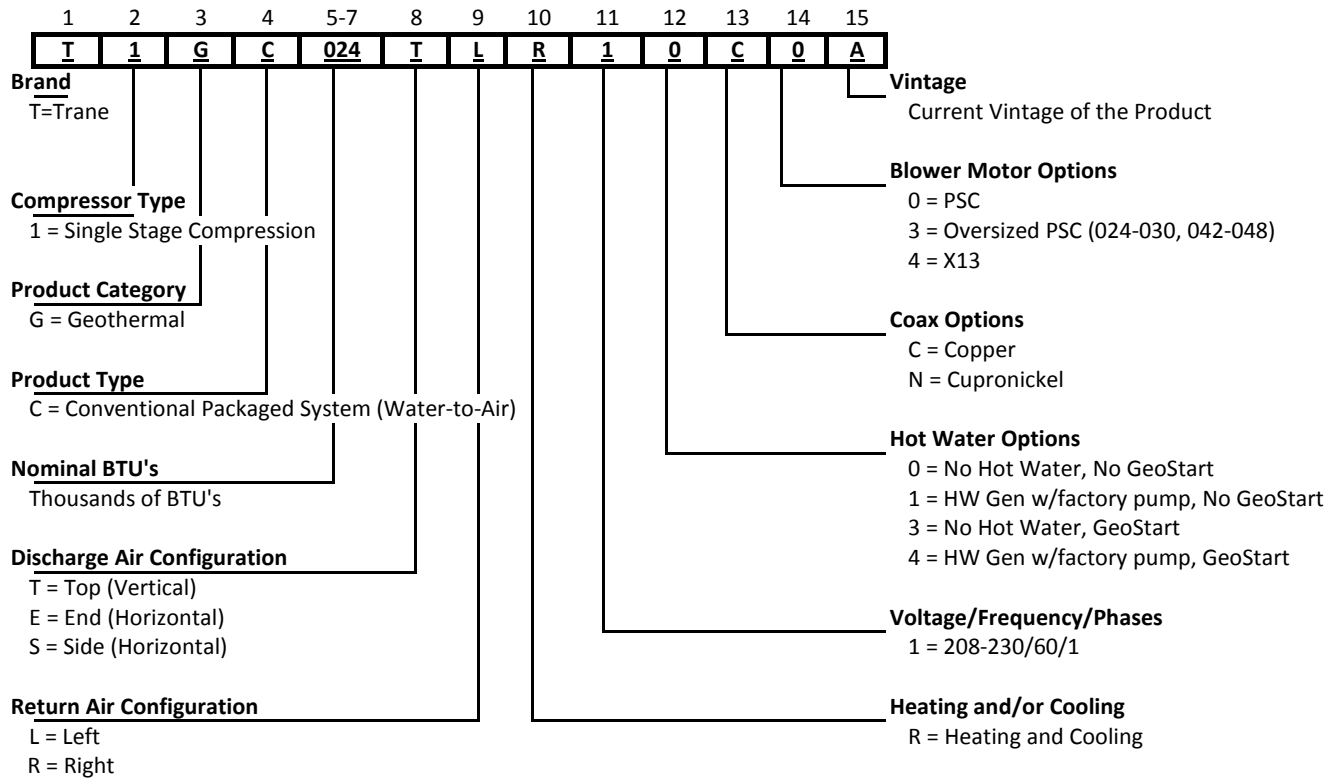 1 2 3 4 5-7 8 9 10 11 12 13 14 15
T 1 G C 024 T L R 1 0 C 0 A
Brand
T=Trane
Compressor Type
1 = Single Stage Compression
Product Category
G = Geothermal
Product Type
C = Conventional Packaged System (Water-to-Air)
Nominal BTU's
Thousands of BTU's
Discharge Air Configuration
T = Top (Vertical)
E = End (Horizontal)
S = Side (Horizontal)
Return Air Configuration
L = Left
R = Right
Vintage
Current Vintage of the Product
Blower Motor Options
0 = PSC
3 = Oversized PSC (024-030, 042-048)
4 = X13
Coax Options
C = Copper
N = Cupronickel
Hot Water Options
0 = No Hot Water, No GeoStart
1 = HW Gen w/factory pump, No GeoStart
3 = No Hot Water, GeoStart
4 = HW Gen w/factory pump, GeoStart
Voltage/Frequency/Phases
1 = 208-230/60/1
Heating and/or Cooling
R = Heating and Cooling